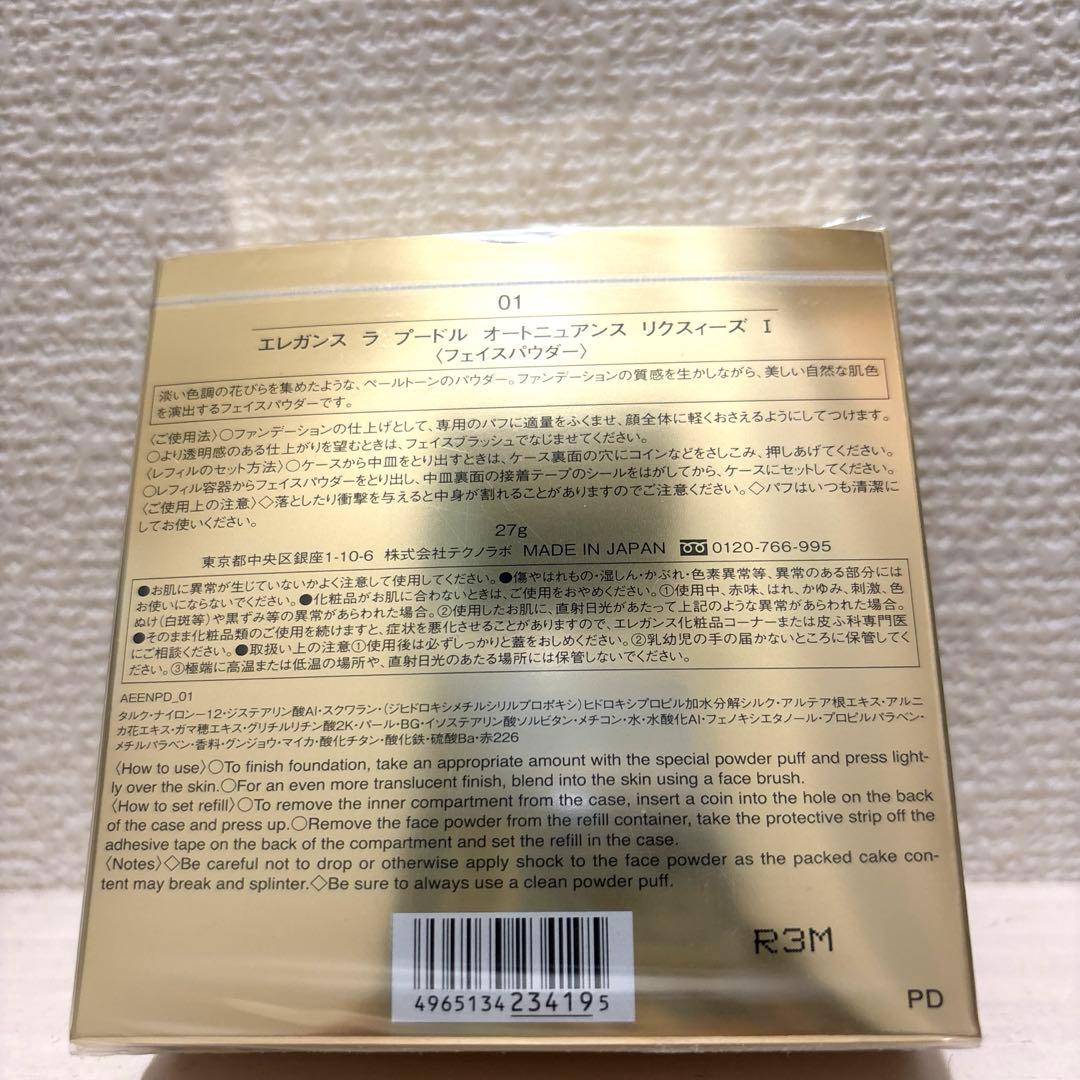 01
エレガンス ラ プードル オートニュアンス リクスィーズ I
〈フェイスパウダー〉
淡い色調の花びらを集めたような、ペールトーンのパウダー。ファンデーションの質感を生かしながら、美しい自然な肌色
を演出するフェイスパウダーです。
〈ご使用法〉○ファンデーションの仕上げとして、専用のパフに適量をふくませ、顔全体に軽くおさえるようにしてつけます。
○より透明感のある仕上がりを望むときは、フェイスブラッシュでなじませてください。
〈レフィルのセット方法〉○ケースから中皿をとり出すときは、ケース裏面の穴にコインなどをさしこみ、押しあげてください。
○レフィル容器からフェイスパウダーをとり出し、中皿裏面の接着テープのシールをはがしてから、ケースにセットしてください。
〈ご使用上の注意〉◇落としたり衝撃を与えると中身が割れることがありますのでご注意ください。◇パフはいつも清潔に
してお使いください。
27g
東京都中央区銀座1-10-6 株式会社テクノラボ MADE IN JAPAN 0120-766-995
●お肌に異常が生じていないかよく注意して使用してください。●傷やはれもの・湿しん・かぶれ・色素異常等、異常のある部分には
お使いにならないでください。●化粧品がお肌に合わないときは、ご使用をおやめください。①使用中、赤味、はれ、かゆみ、刺激、色
ぬけ(白斑等)や黒ずみ等の異常があらわれた場合。②使用したお肌に、直射日光があたって上記のような異常があらわれた場合。
●そのまま化粧品類のご使用を続けますと、症状を悪化させることがありますので、エレガンス化粧品コーナーまたは皮ふ科専門医
にご相談ください。●取扱い上の注意①使用後は必ずしっかりと蓋をおしめください。②乳幼児の手の届かないところに保管してく
ださい。③極端に高温または低温の場所や、直射日光のあたる場所には保管しないでください。
AEENPD_01
タルク・ナイロン-12・ジステアリン酸Al・スクワラン・(ジヒドロキシメチルシリルプロポキシ)ヒドロキシプロピル加水分解シルク・アルテア根エキス・アルニ
カ花エキス・ガマ穂エキス・グリチルリチン酸2K・パール・BG・イソステアリン酸ソルビタン・メチコン・水・水酸化Al・フェノキシエタノール・プロピルパラベン・
メチルパラベン・香料・グンジョウ・マイカ・酸化チタン・酸化鉄・硫酸Ba・赤226
〈How to use〉○To finish foundation, take an appropriate amount with the special powder puff and press light-
ly over the skin.○For an even more translucent finish, blend into the skin using a face brush.
〈How to set refill〉○To remove the inner compartment from the case, insert a coin into the hole on the back
of the case and press up.○Remove the face powder from the refill container, take the protective strip off the
adhesive tape on the back of the compartment and set the refill in the case.
〈Notes〉◇Be careful not to drop or otherwise apply shock to the face powder as the packed cake con-
tent may break and splinter.◇Be sure to always use a clean powder puff.
R3M
4965134234195
PD